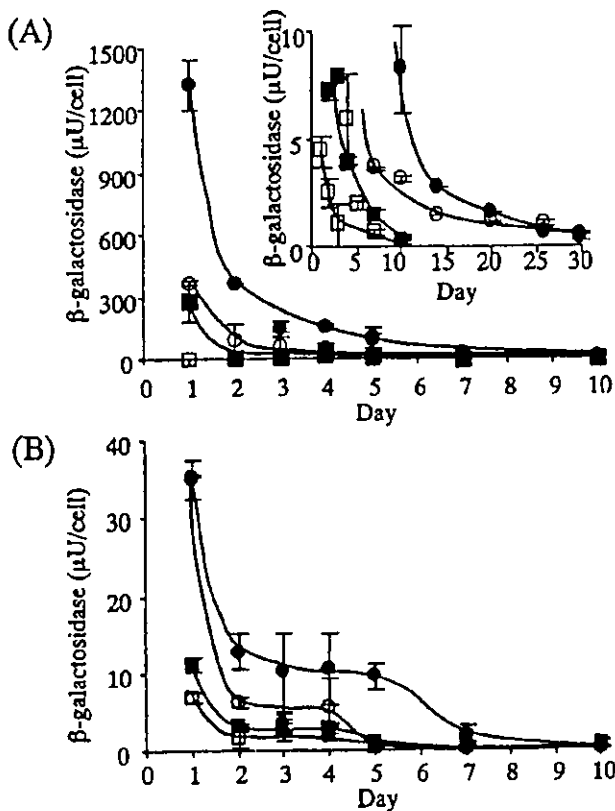 (A)
β-galactosidase (μU/cell)
1500
1200
900
600
300
0
0 1 2 3 4 5 6 7 8 9 10
Day
β-galactosidase (μU/cell)
10
5
0
0 5 10 15 20 25 30
Day
(B)
β-galactosidase (μU/cell)
40
30
20
10
0
0 1 2 3 4 5 6 7 8 9 10
Day